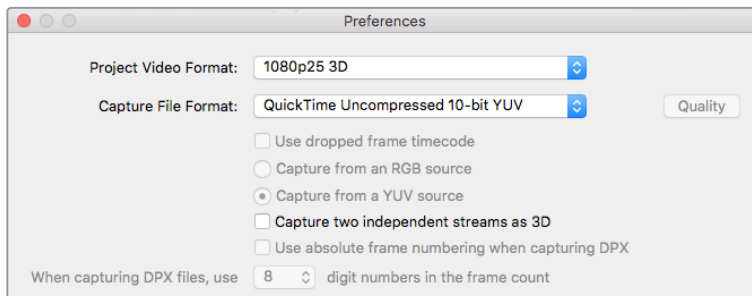 Preferences
Project Video Format: 1080p25 3D
Capture File Format: QuickTime Uncompressed 10-bit YUV Quality
Use dropped frame timecode
Capture from an RGB source
Capture from a YUV source
Capture two independent streams as 3D
Use absolute frame numbering when capturing DPX
When capturing DPX files, use 8 digit numbers in the frame count